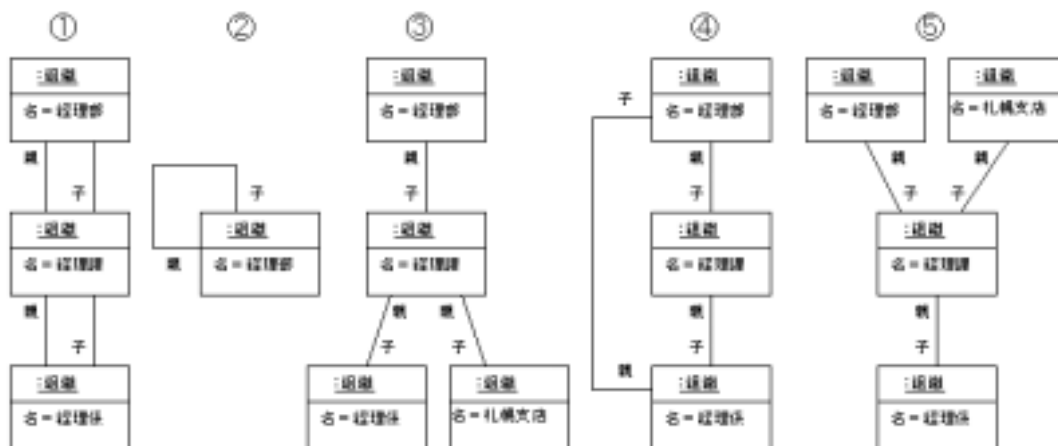 ① ② ③ ④ ⑤
:組織
名=経理部
親
子
:組織
名=経理課
親
子
:組織
名=経理係
子
:組織
親
名=経理部
:組織
名=経理部
親
子
:組織
名=経理課
親 親
子 子
:組織
名=経理係
:組織
名=札幌支店
子
:組織
名=経理部
親
子
:組織
名=経理課
親
子
親
:組織
名=経理係
:組織
名=経理部
:組織
名=札幌支店
親 親
子 子
:組織
名=経理課
親
子
:組織
名=経理係